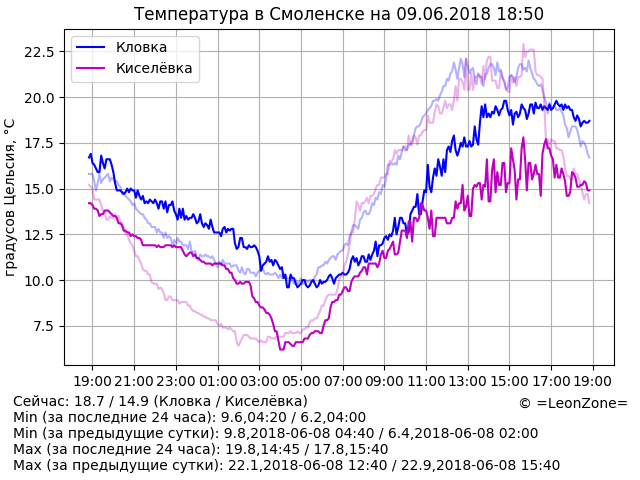 Температура в Смоленске на 09.06.2018 18:50
Кловка
Киселёвка
градусов Цельсия, °C
22.5
20.0
17.5
15.0
12.5
10.0
7.5
19:00 21:00 23:00 01:00 03:00 05:00 07:00 09:00 11:00 13:00 15:00 17:00 19:00
Сейчас: 18.7 / 14.9 (Кловка / Киселёвка)
© =LeonZone=
Min (за последние 24 часа): 9.6,04:20 / 6.2,04:00
Min (за предыдущие сутки): 9.8,2018-06-08 04:40 / 6.4,2018-06-08 02:00
Max (за последние 24 часа): 19.8,14:45 / 17.8,15:40
Max (за предыдущие сутки): 22.1,2018-06-08 12:40 / 22.9,2018-06-08 15:40